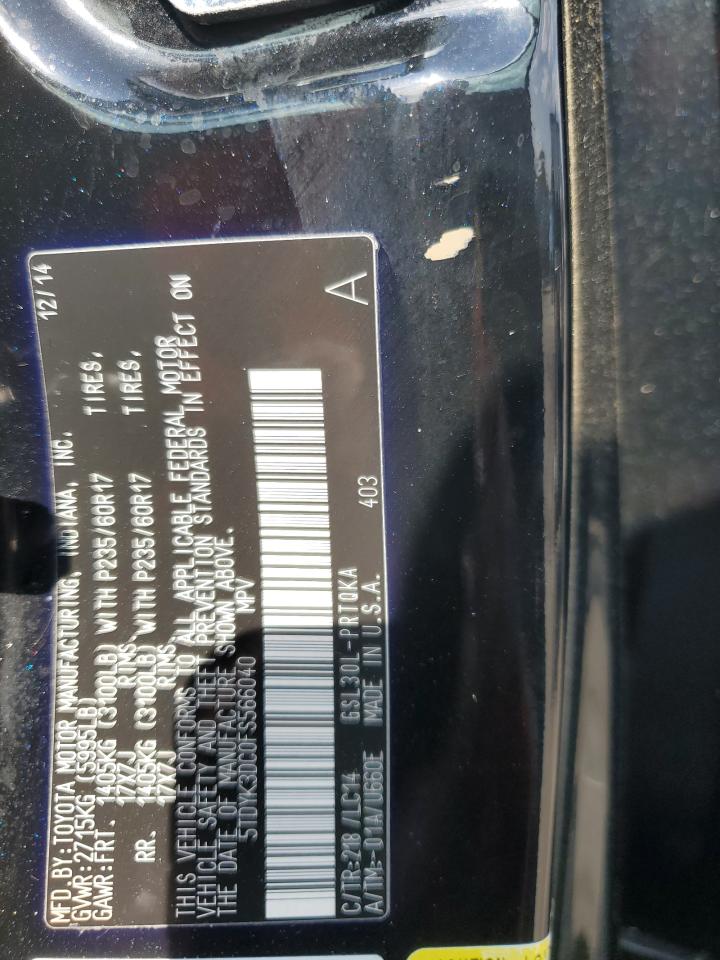 MFD.BY:TOYOTA MOTOR MANUFACTURING, INDIANA, INC. 12/14
GVWR:2715KG (5995LB)
GAWR:FRT. 1405KG (3100LB) WITH P235/60R17 TIRES,
17X7J RIMS
RR. 1405KG (3100LB) WITH P235/60R17 TIRES,
17X7J RIMS
THIS VEHICLE CONFORMS TO ALL APPLICABLE FEDERAL MOTOR
VEHICLE SAFETY AND THEFT PREVENTION STANDARDS IN EFFECT ON
THE DATE OF MANUFACTURE SHOWN ABOVE.
5TDYK3DC0FS566040 MPV
C/TR:218 /LC14 GSL30L-PRTQKA A
A/TM:-01A/U660E MADE IN U.S.A. 403